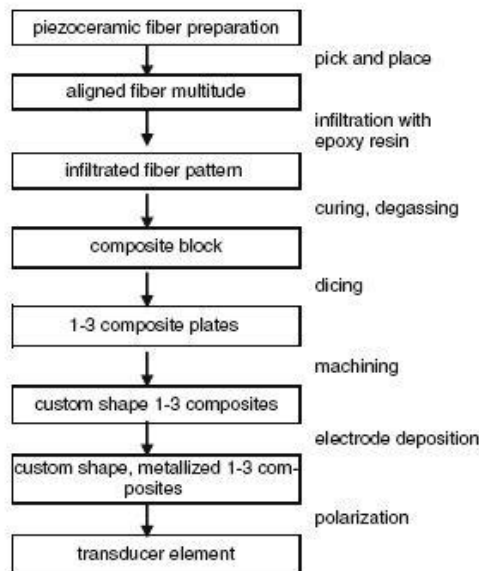 piezoceramic fiber preparation
pick and place
aligned fiber multitude
infiltration with
epoxy resin
infiltrated fiber pattern
curing, degassing
composite block
dicing
1-3 composite plates
machining
custom shape 1-3 composites
electrode deposition
custom shape, metallized 1-3 com-
posites
polarization
transducer element